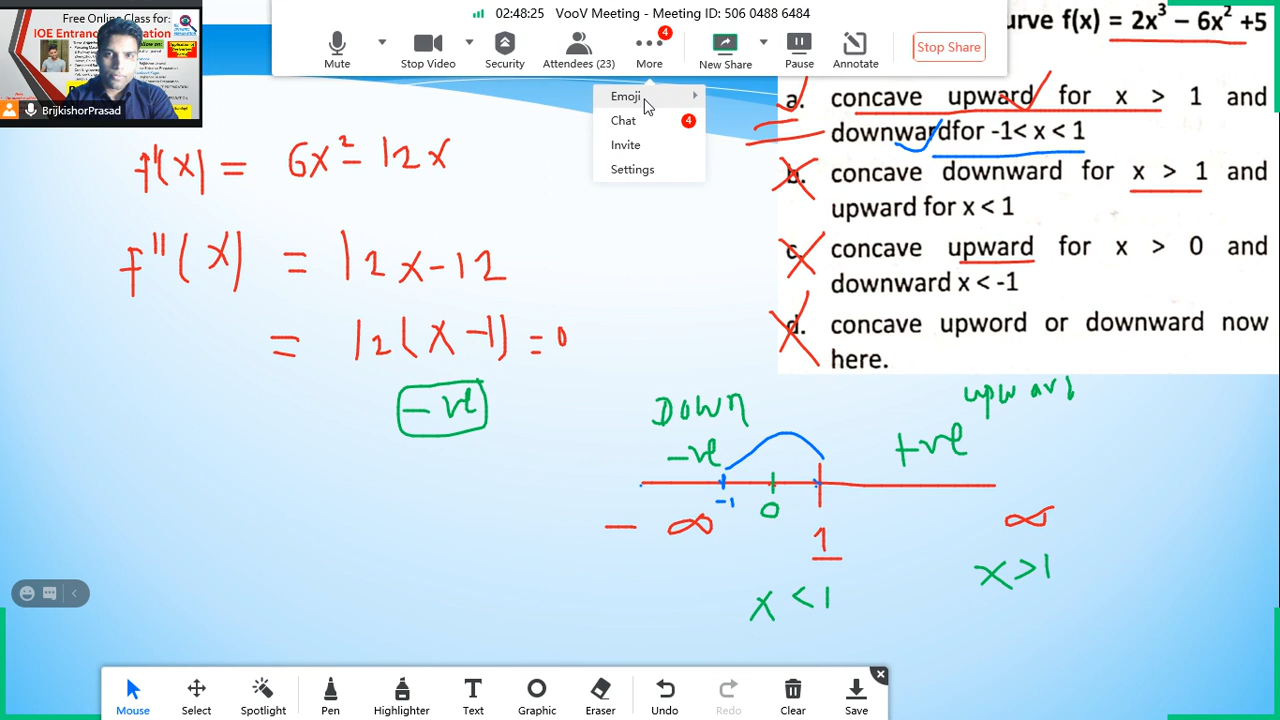 02:48:25 VooV Meeting - Meeting ID: 506 0488 6484
Free Online Class for:
IOE Entran
BrijkishorPrasad
Mute
Stop Video
Security
Attendees (23)
4
More
New Share
Pause
Annotate
Stop Share
Emoji
Chat 4
Invite
Settings
urve f(x) = 2x³ − 6x² +5
a. concave upward for x > 1 and
downwardfor -1< x < 1
b. concave downward for x > 1 and
upward for x < 1
c. concave upward for x > 0 and
downward x < -1
d. concave upword or downward now
here.
f'(x) = 6x² − 12x
f''(x) = 12x-12
= 12(x-1) = 0
-ve
DOWN
upward
-ve
+ve
-1
0
1
- ∞
∞
x < 1
x > 1
Mouse
Select
Spotlight
Pen
Highlighter
Text
Graphic
Eraser
Undo
Redo
Clear
Save